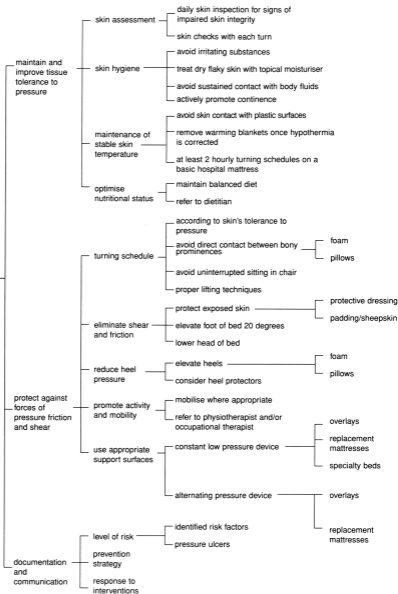 maintain and
improve tissue
tolerance to
pressure
skin assessment
daily skin inspection for signs of
impaired skin integrity
skin checks with each turn
skin hygiene
avoid irritating substances
treat dry flaky skin with topical moisturiser
avoid sustained contact with body fluids
actively promote continence
maintenance of
stable skin
temperature
avoid skin contact with plastic surfaces
remove warming blankets once hypothermia
is corrected
at least 2 hourly turning schedules on a
basic hospital mattress
optimise
nutritional status
maintain balanced diet
refer to dietitian
protect against
forces of
pressure friction
and shear
turning schedule
according to skin's tolerance to
pressure
avoid direct contact between bony
prominences
foam
pillows
avoid uninterrupted sitting in chair
proper lifting techniques
eliminate shear
and friction
protect exposed skin
protective dressing
padding/sheepskin
elevate foot of bed 20 degrees
lower head of bed
reduce heel
pressure
elevate heels
foam
pillows
consider heel protectors
promote activity
and mobility
mobilise where appropriate
refer to physiotherapist and/or
occupational therapist
use appropriate
support surfaces
constant low pressure device
overlays
replacement
mattresses
specialty beds
alternating pressure device
overlays
replacement
mattresses
documentation
and
communication
level of risk
identified risk factors
pressure ulcers
prevention
strategy
response to
interventions